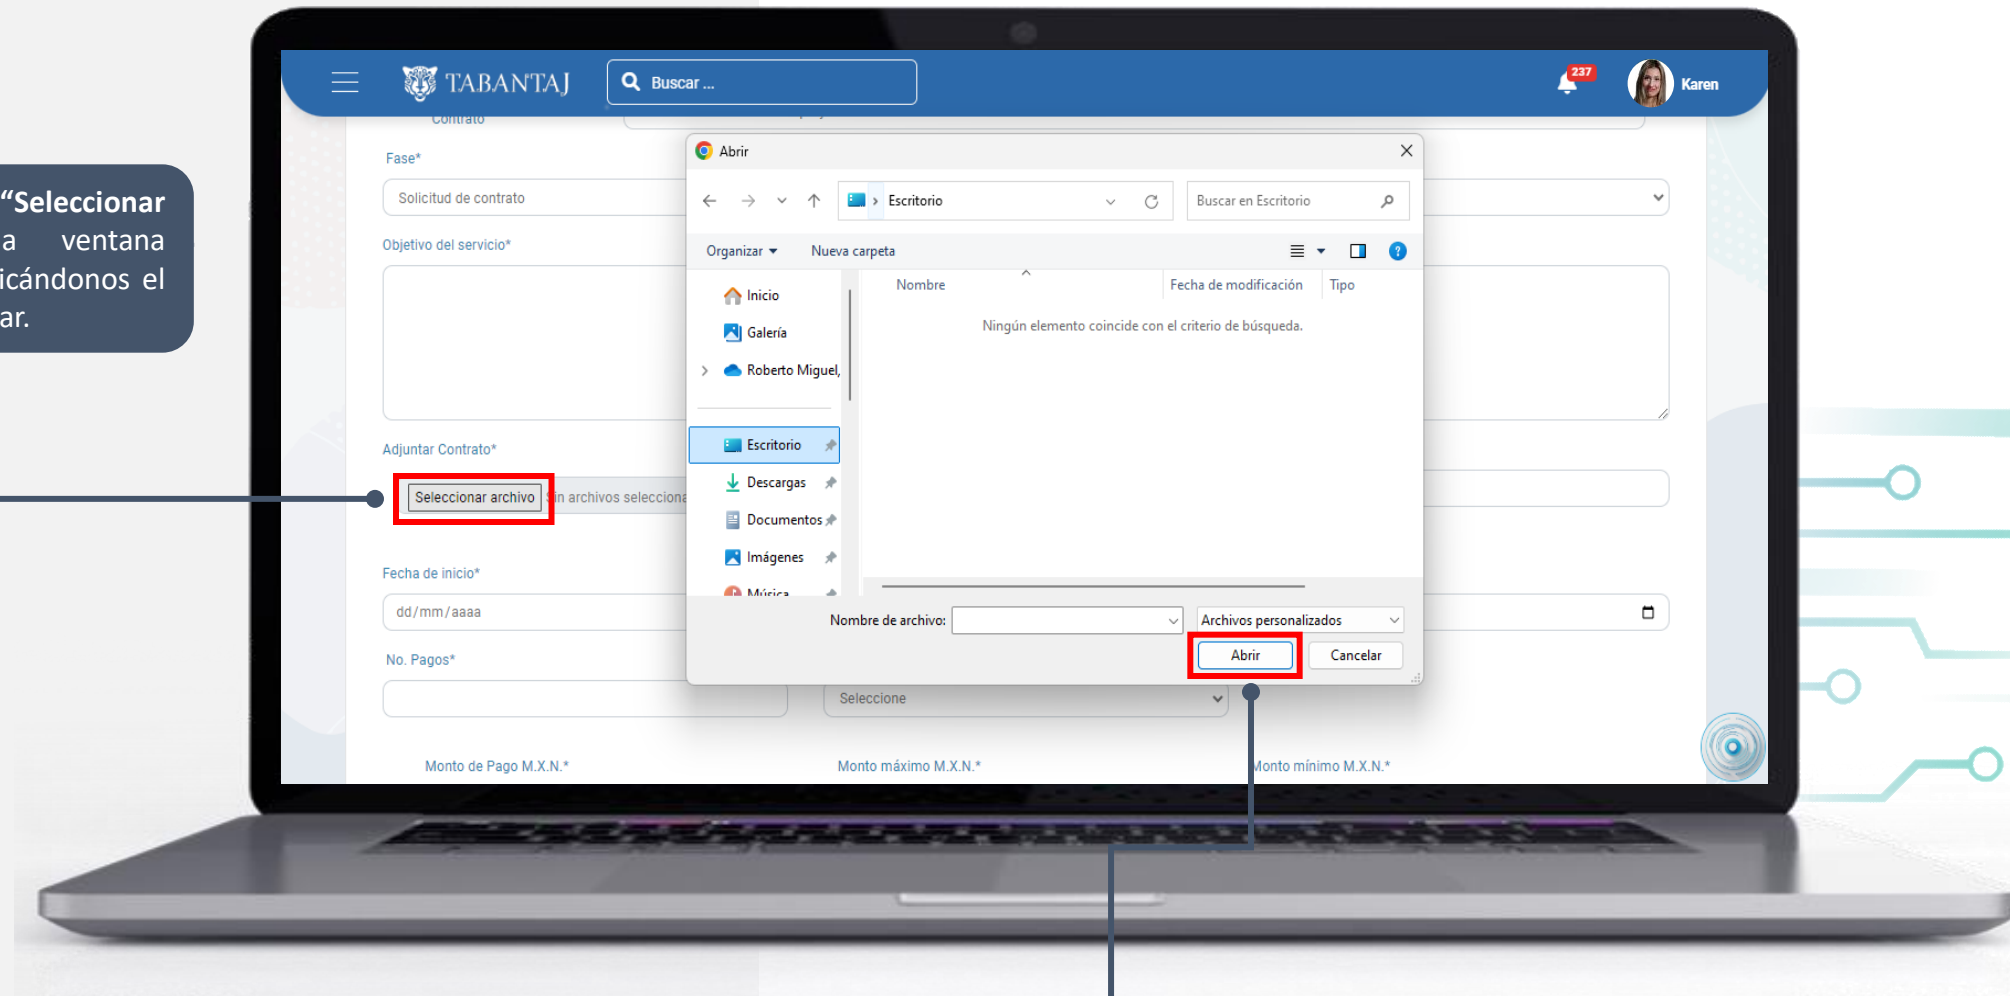 TABANTAJ
Buscar ...
237
Karen
Contrato
Fase*
Solicitud de contrato
Objetivo del servicio*
Adjuntar Contrato*
Seleccionar archivo
in archivos
Fecha de inicio*
dd/mm/aaaa
No. Pagos*
Seleccione
Monto de Pago M.X.N.*
Monto máximo M.X.N.*
Monto mínimo M.X.N.*
Abrir
Escritorio
Buscar en Escritorio
Organizar
Nueva carpeta
Nombre
Fecha de modificación
Tipo
Ningún elemento coincide con el criterio de búsqueda.
Inicio
Galería
Roberto Miguel,
Escritorio
Descargas
Documentos
Imágenes
Música
Nombre de archivo:
Archivos personalizados
Abrir
Cancelar
“Seleccionar
a ventana
icándonos el
ar.